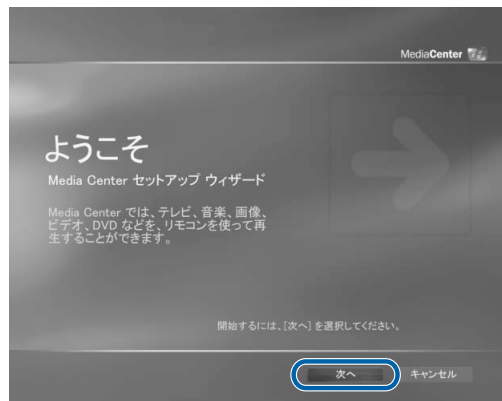 MediaCenter
ようこそ
Media Center セットアップ ウィザード
Media Center では、テレビ、音楽、画像、
ビデオ、DVD などを、リモコンを使って再
生することができます。
開始するには、[次へ] を選択してください。
次へ
キャンセル